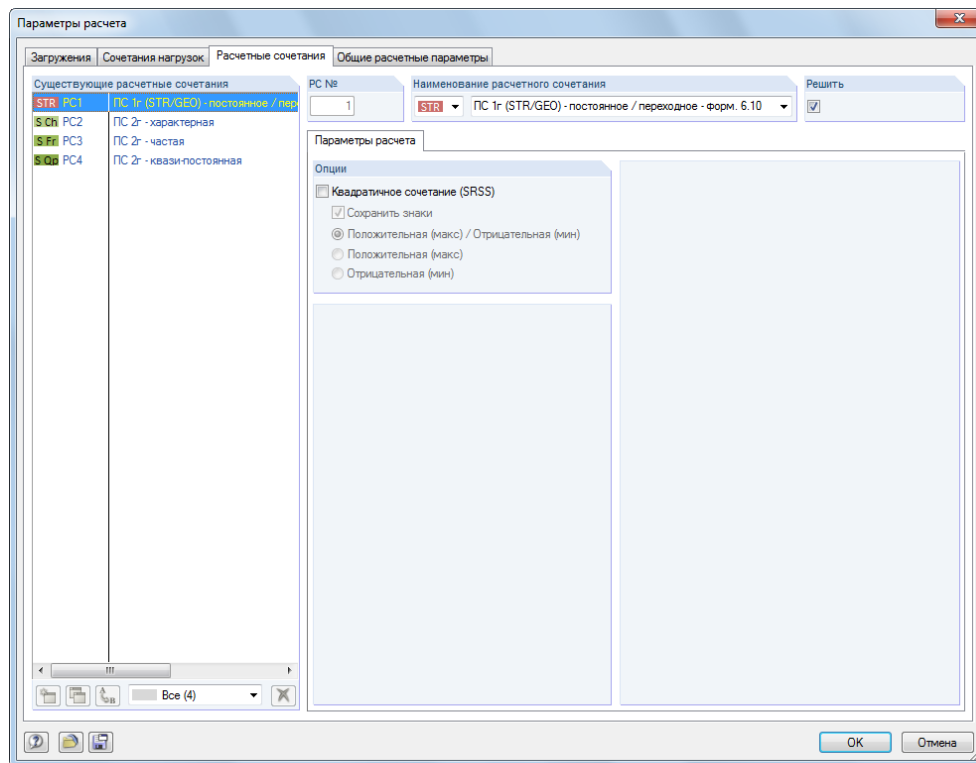 Параметры расчета
Загружения Сочетания нагрузок Расчетные сочетания Общие расчетные параметры
Существующие расчетные сочетания
STR PC1 ПС 1г (STR/GEO) - постоянное / пер
S Ch PC2 ПС 2г - характерная
S Fr PC3 ПС 2г - частая
S Qp PC4 ПС 2г - квази-постоянная
Все (4)
PC №
1
Наименование расчетного сочетания
STR ПС 1г (STR/GEO) - постоянное / переходное - форм. 6.10
Решить
Параметры расчета
Опции
Квадратичное сочетание (SRSS)
Сохранить знаки
Положительная (макс) / Отрицательная (мин)
Положительная (макс)
Отрицательная (мин)
OK Отмена